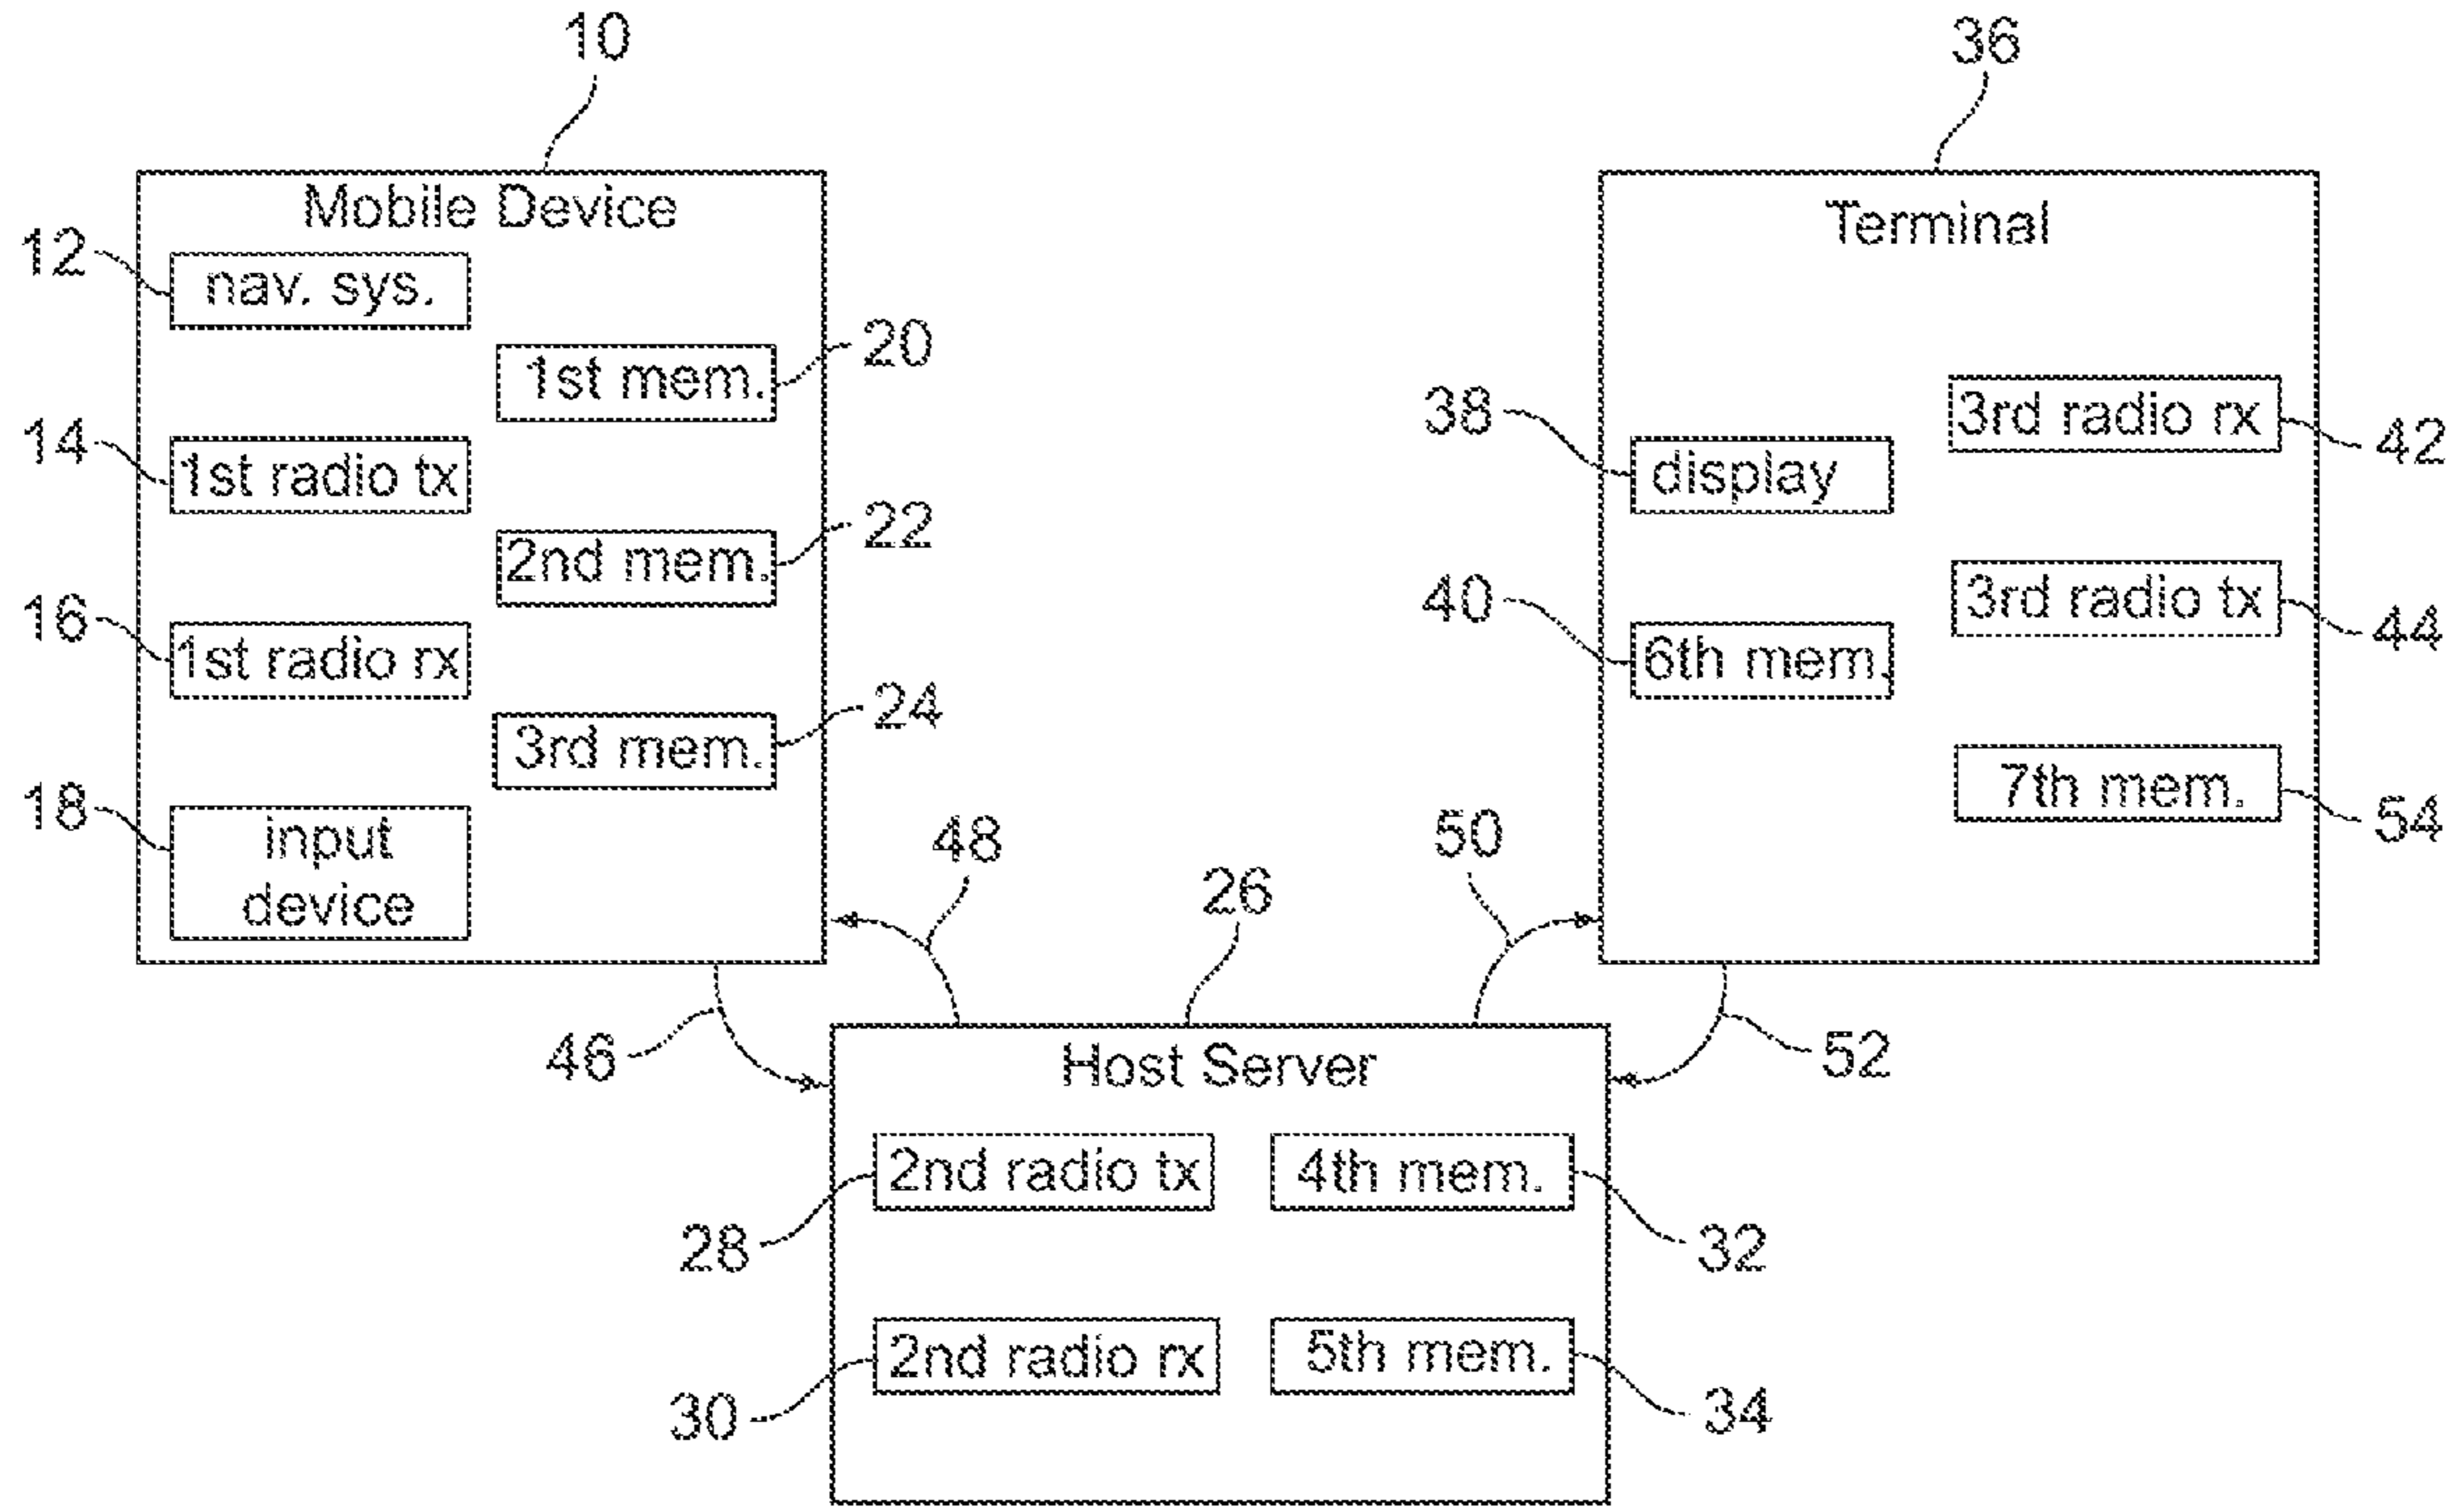 10
36
Mobile Device
Terminal
12
nav. sys.
20
1st mem.
38
3rd radio rx
42
14
1st radio tx
display
22
2nd mem.
40
3rd radio tx
44
16
1st radio rx
6th mem.
24
3rd mem.
7th mem.
54
18
input
device
48
50
26
46
Host Server
52
2nd radio tx
4th mem.
28
32
2nd radio rx
5th mem.
30
34